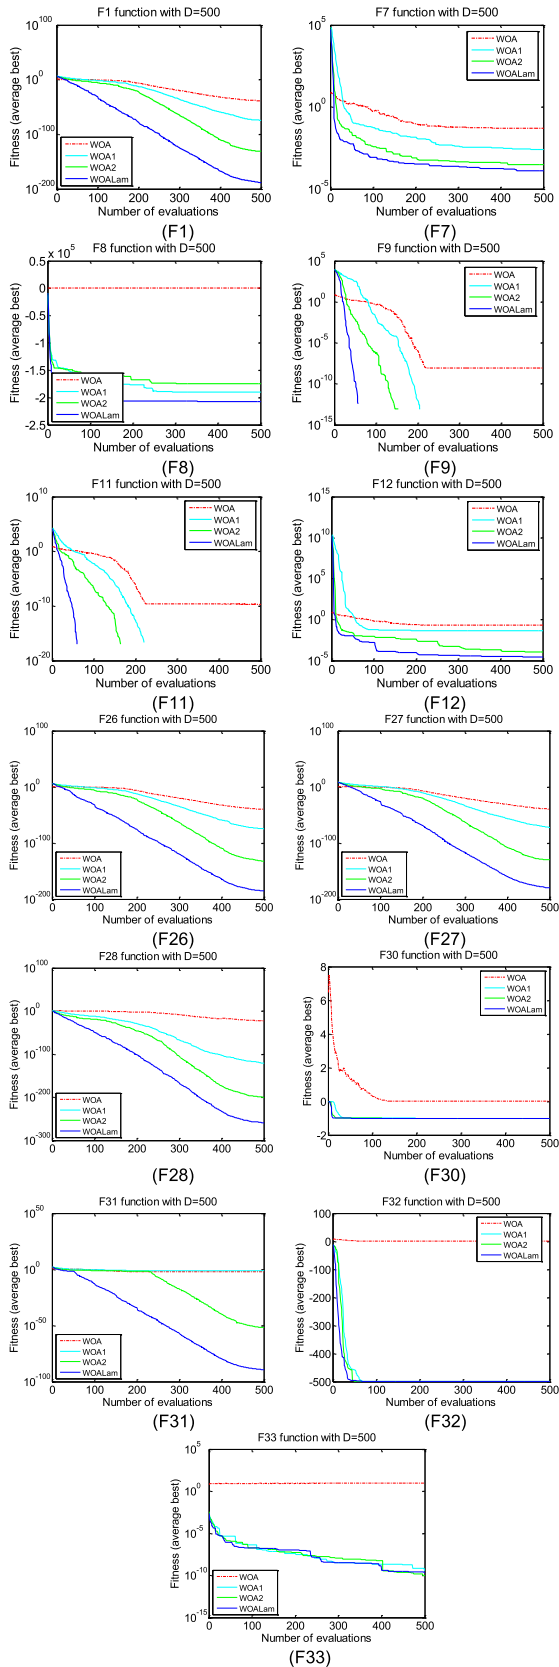 F1 function with D=500
10^100
10^0
10^-100
10^-200
Fitness (average best)
WOA
WOA1
WOA2
WOALam
0 100 200 300 400 500
Number of evaluations
(F1)
F7 function with D=500
10^5
10^0
10^-5
Fitness (average best)
WOA
WOA1
WOA2
WOALam
0 100 200 300 400 500
Number of evaluations
(F7)
F8 function with D=500
x 10^5
0.5
0
-0.5
-1
-1.5
-2
-2.5
Fitness (average best)
WOA
WOA1
WOA2
WOALam
0 100 200 300 400 500
Number of evaluations
(F8)
F9 function with D=500
10^5
10^0
10^-5
10^-10
10^-15
Fitness (average best)
WOA
WOA1
WOA2
WOALam
0 100 200 300 400 500
Number of evaluations
(F9)
F11 function with D=500
10^10
10^0
10^-10
10^-20
Fitness (average best)
WOA
WOA1
WOA2
WOALam
0 100 200 300 400 500
Number of evaluations
(F11)
F12 function with D=500
10^15
10^10
10^5
10^0
10^-5
Fitness (average best)
WOA
WOA1
WOA2
WOALam
0 100 200 300 400 500
Number of evaluations
(F12)
F26 function with D=500
10^100
10^0
10^-100
10^-200
Fitness (average best)
WOA
WOA1
WOA2
WOALam
0 100 200 300 400 500
Number of evaluations
(F26)
F27 function with D=500
10^100
10^0
10^-100
10^-200
Fitness (average best)
WOA
WOA1
WOA2
WOALam
0 100 200 300 400 500
Number of evaluations
(F27)
F28 function with D=500
10^100
10^0
10^-100
10^-200
10^-300
Fitness (average best)
WOA
WOA1
WOA2
WOALam
0 100 200 300 400 500
Number of evaluations
(F28)
F30 function with D=500
8
6
4
2
0
-2
Fitness (average best)
WOA
WOA1
WOA2
WOALam
0 100 200 300 400 500
Number of evaluations
(F30)
F31 function with D=500
10^50
10^0
10^-50
10^-100
Fitness (average best)
WOA
WOA1
WOA2
WOALam
0 100 200 300 400 500
Number of evaluations
(F31)
F32 function with D=500
100
0
-100
-200
-300
-400
-500
Fitness (average best)
WOA
WOA1
WOA2
WOALam
0 100 200 300 400 500
Number of evaluations
(F32)
F33 function with D=500
10^5
10^0
10^-5
10^-10
10^-15
Fitness (average best)
WOA
WOA1
WOA2
WOALam
0 100 200 300 400 500
Number of evaluations
(F33)